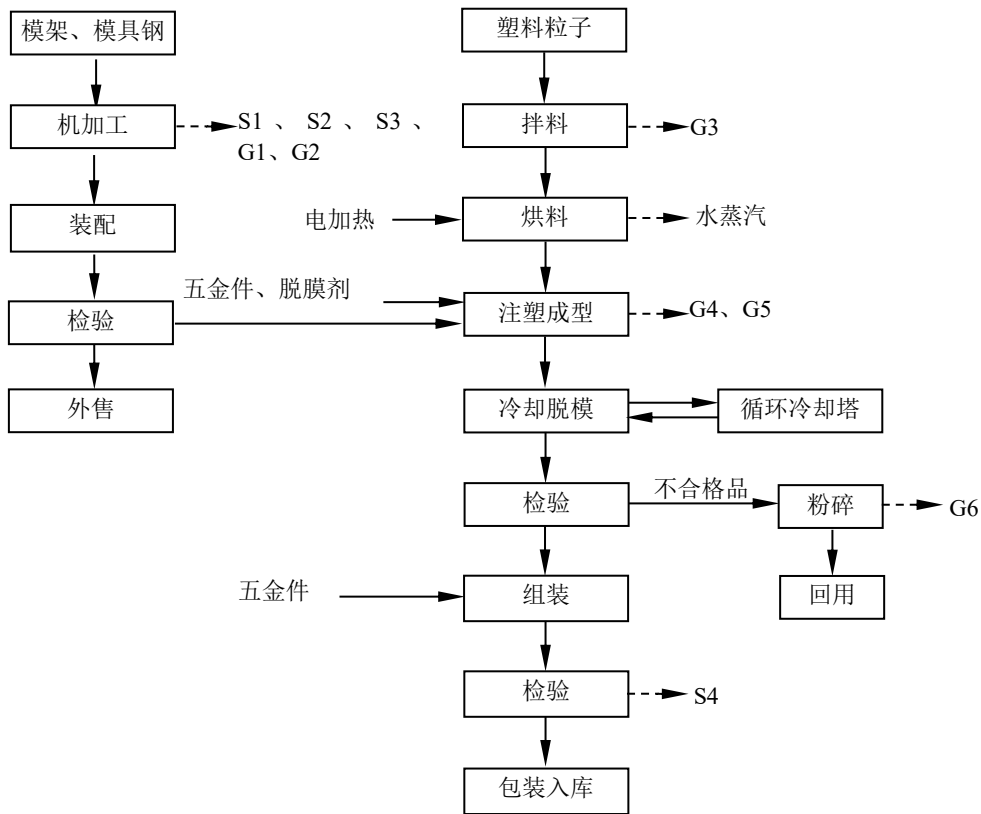 模架、模具钢
塑料粒子
机加工
S1 、 S2 、 S3 、
G1、G2
拌料
G3
装配
电加热
烘料
水蒸汽
五金件、脱膜剂
检验
注塑成型
G4、G5
外售
冷却脱模
循环冷却塔
检验
不合格品
粉碎
G6
五金件
组装
回用
检验
S4
包装入库